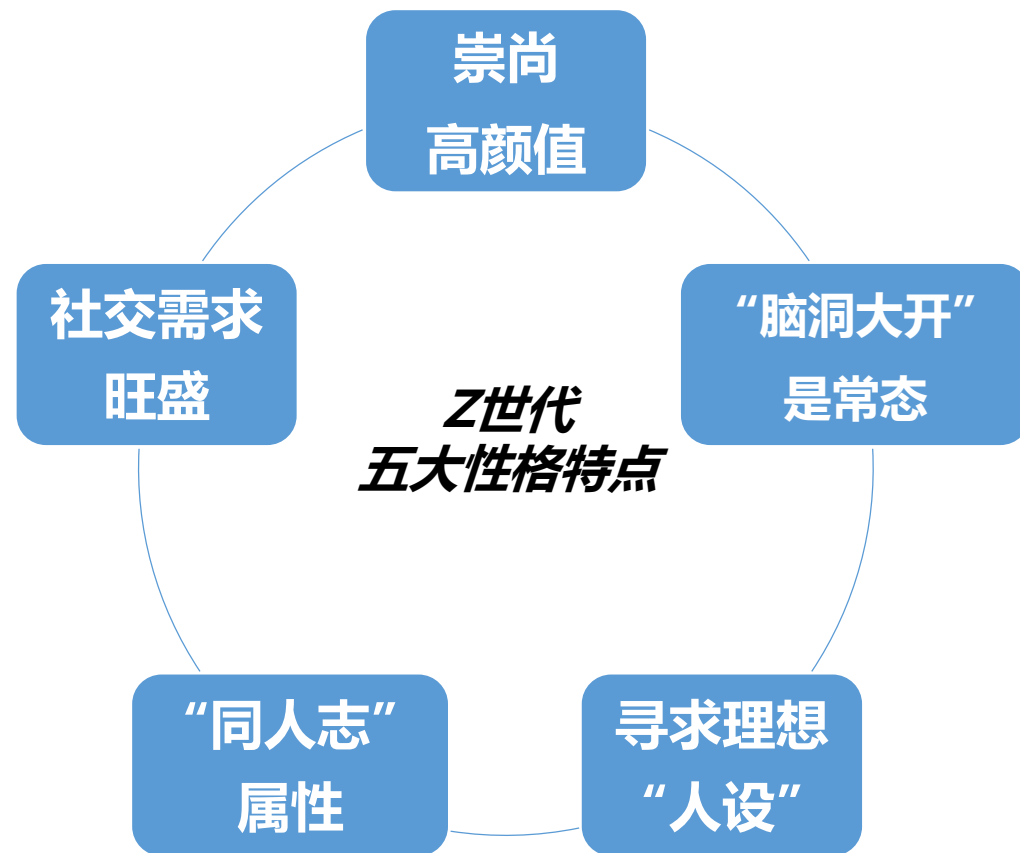 崇尚
高颜值
“脑洞大开”
是常态
寻求理想
“人设”
“同人志”
属性
社交需求
旺盛
Z世代
五大性格特点